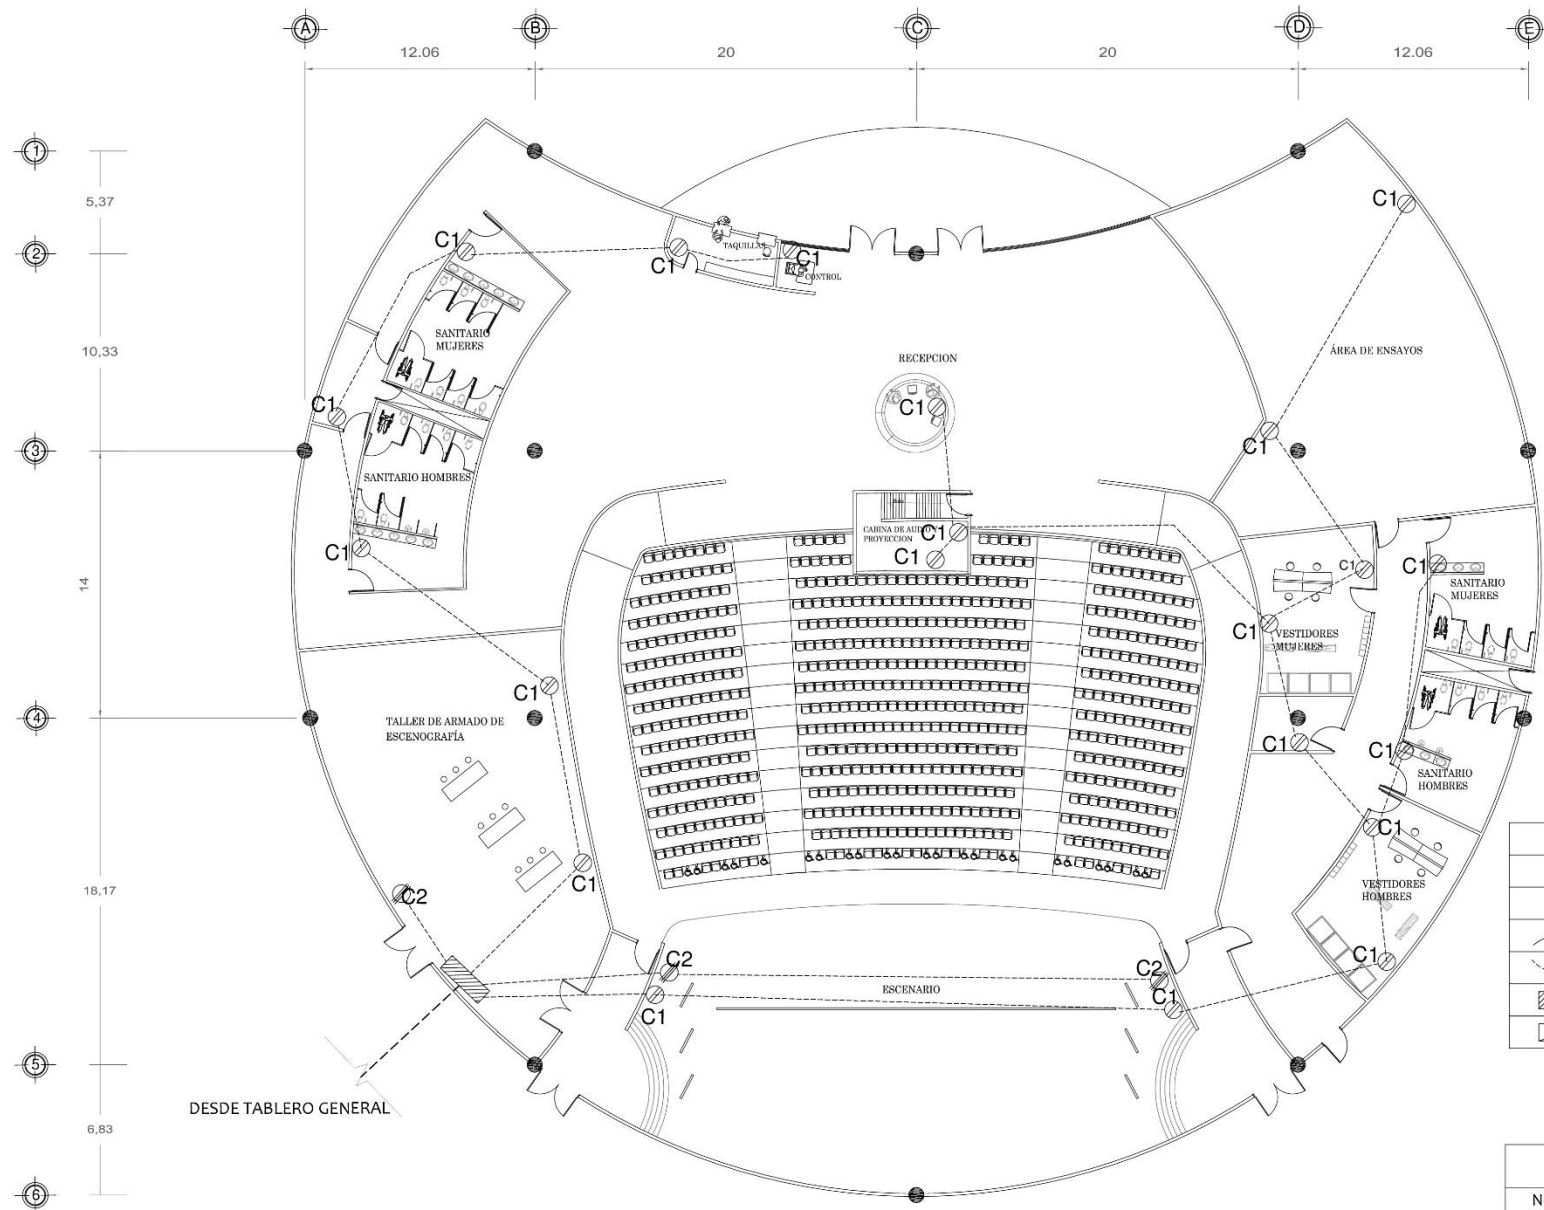 A B C D E
12.06 20 20 12.06
1
5,37
C1
2
C1
C1
TAQUILLAS
C1
CONTROL
10,33
SANITARIO
MUJERES
RECEPCION
ÁREA DE ENSAYOS
C1
C1
C1
3
SANITARIO HOMBRES
CABINA DE AUDIO Y
PROYECCION
C1
C1
C1
C1
C1
SANITARIO
MUJERES
14
C1
VESTIDORES
MUJERES
C1
4
TALLER DE ARMADO DE
ESCENOGRAFÍA
C1
C1
SANITARIO
HOMBRES
C1
C1
VESTIDORES
HOMBRES
18,17
C2
C1
C2
C2
ESCENARIO
C1
C1
5
DESDE TABLERO GENERAL
6,83
6
N